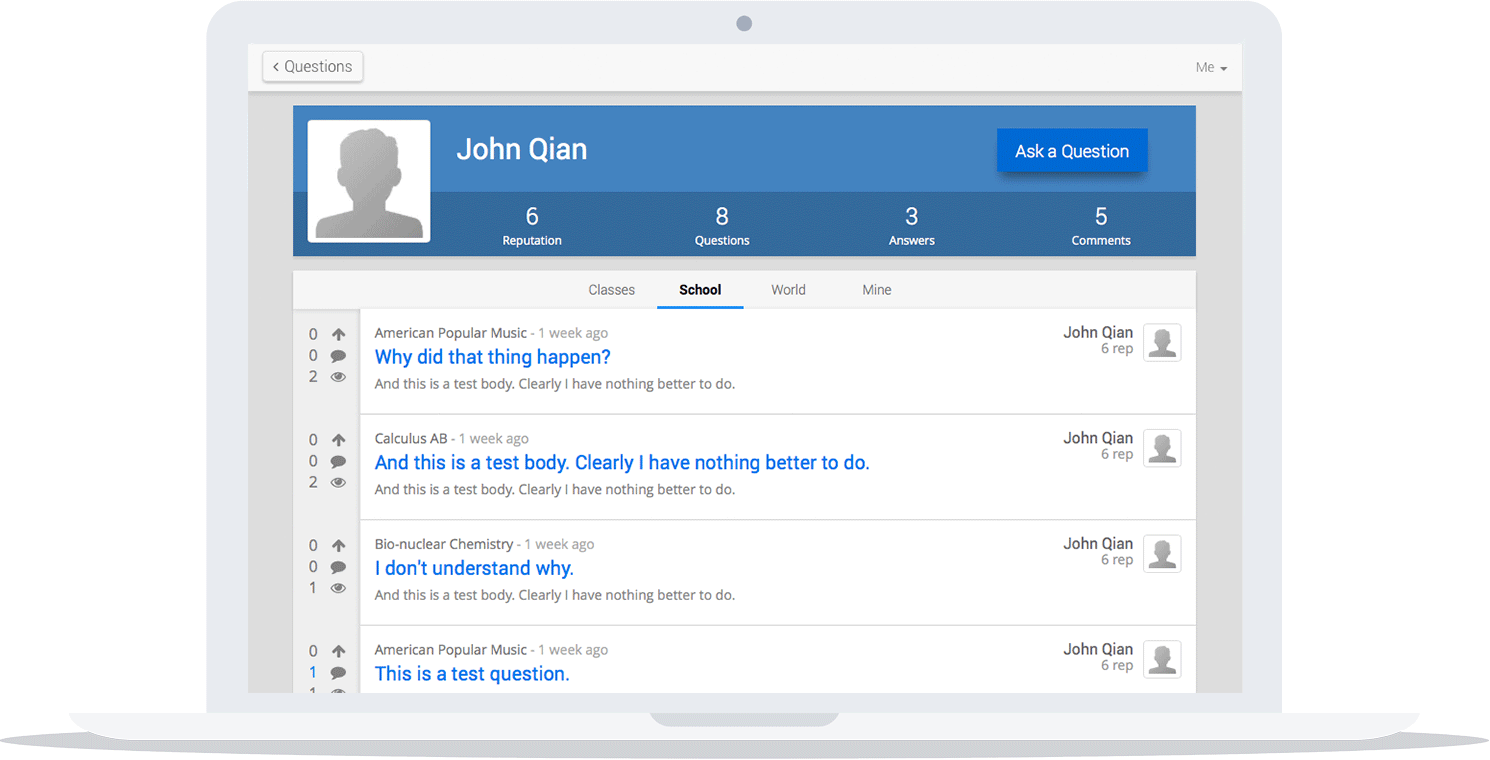 Questions
Me
John Qian
Ask a Question
6
8
3
5
Reputation
Questions
Answers
Comments
Classes
School
World
Mine
0
American Popular Music - 1 week ago
John Qian
0
Why did that thing happen?
6 rep
2
And this is a test body. Clearly I have nothing better to do.
0
Calculus AB - 1 week ago
John Qian
0
And this is a test body. Clearly I have nothing better to do.
6 rep
2
And this is a test body. Clearly I have nothing better to do.
0
Bio-nuclear Chemistry - 1 week ago
John Qian
0
I don't understand why.
6 rep
1
And this is a test body. Clearly I have nothing better to do.
0
American Popular Music - 1 week ago
John Qian
1
This is a test question.
6 rep